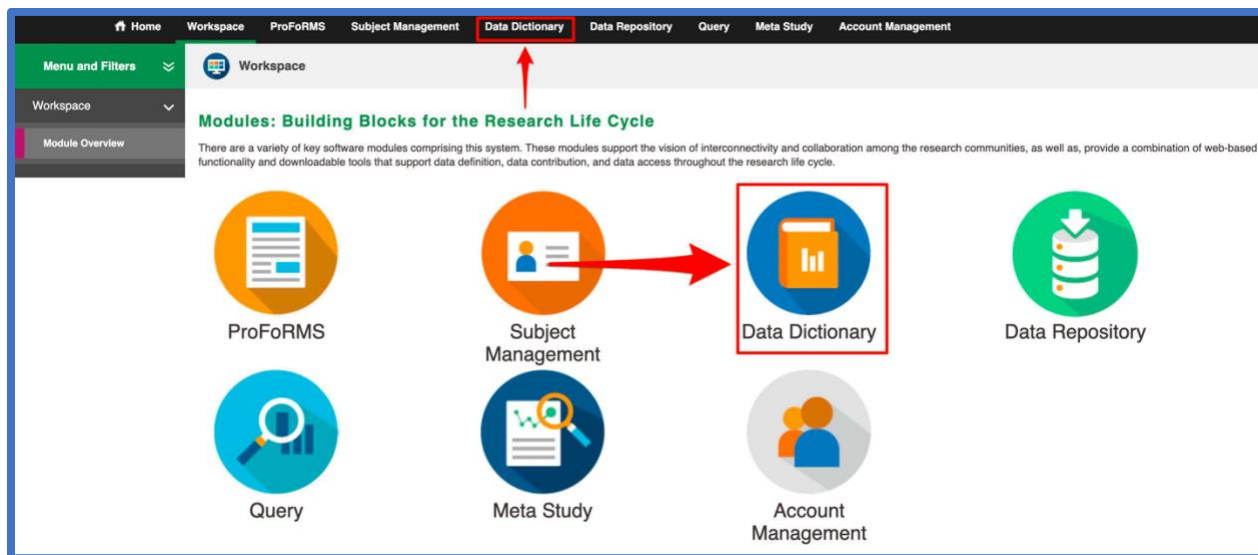 Home Workspace ProFoRMS Subject Management Data Dictionary Data Repository Query Meta Study Account Management
Menu and Filters
Workspace
Workspace
Module Overview
Modules: Building Blocks for the Research Life Cycle
There are a variety of key software modules comprising this system. These modules support the vision of interconnectivity and collaboration among the research communities, as well as, provide a combination of web-based
functionality and downloadable tools that support data definition, data contribution, and data access throughout the research life cycle.
ProFoRMS
Subject
Management
Data Dictionary
Data Repository
Query
Meta Study
Account
Management